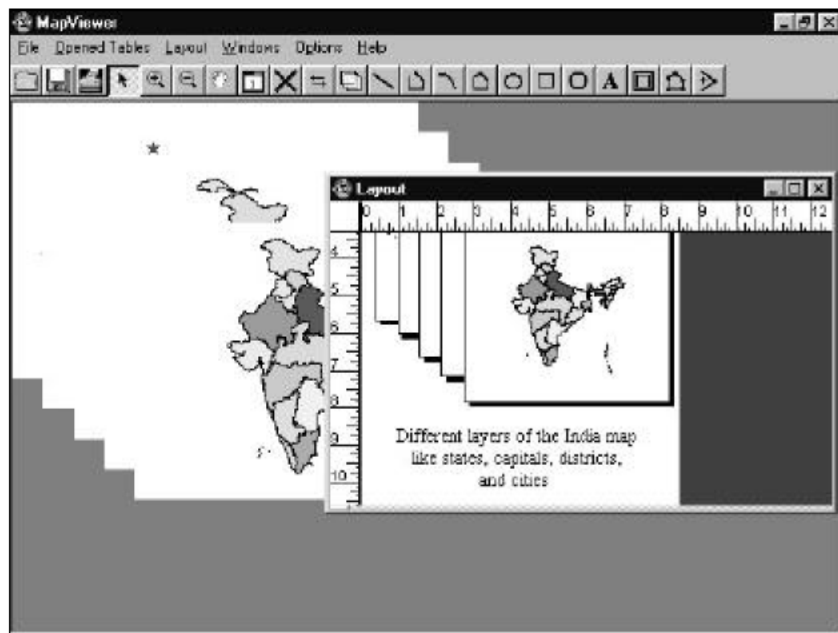 MapViewer
File Opened Tables Layout Windows Options Help
A
Layout
0 1 2 3 4 5 6 7 8 9 10 11 12
4
5
6
7
8
9
10
Different layers of the India map
like states, capitals, districts,
and cities